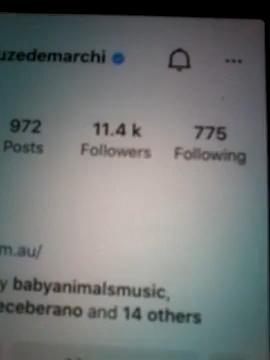 uzedemarchi
972 11.4 k 775
Posts Followers Following
m.au/
y babyanimalsmusic,
eceberano and 14 others